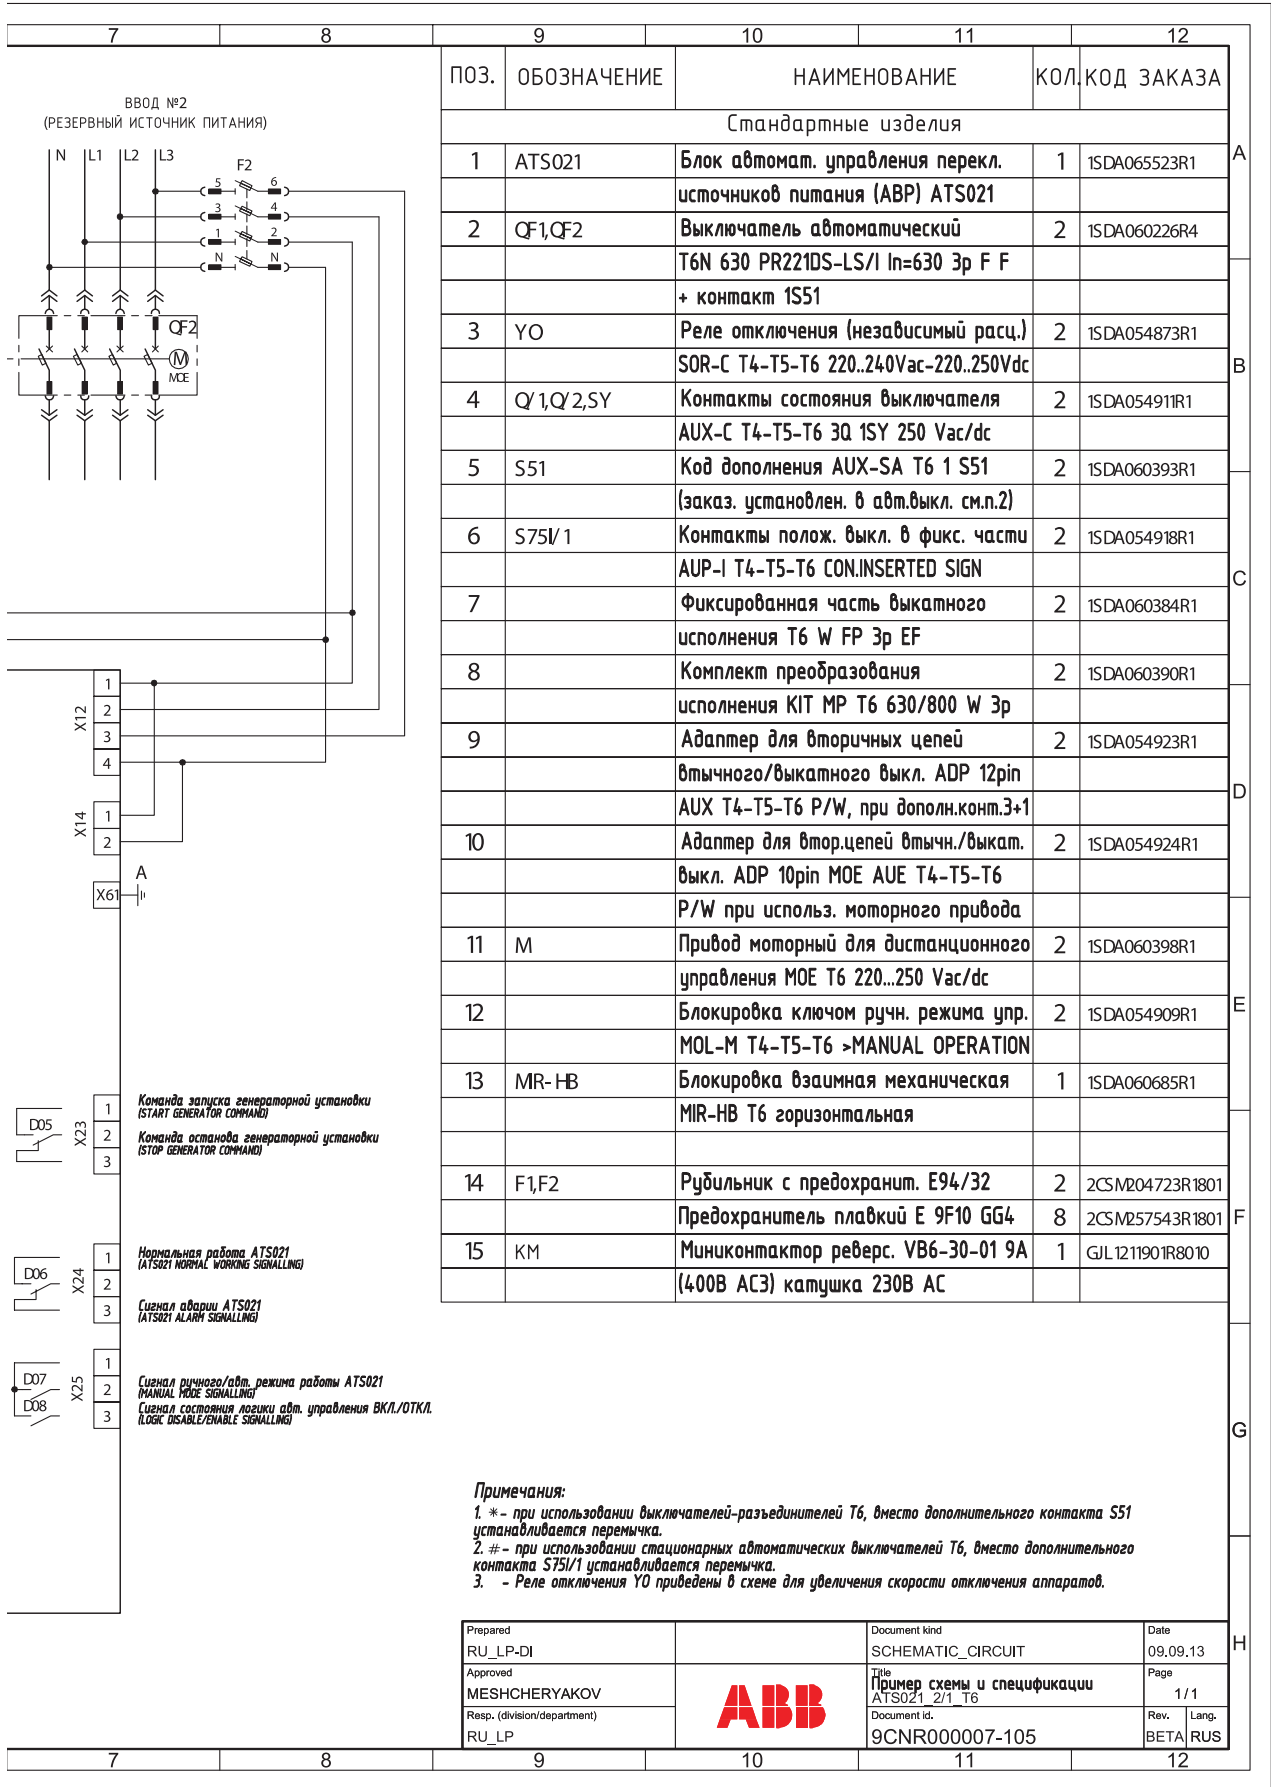 7 8 9 10 11 12
ВВОД №2
(РЕЗЕРВНЫЙ ИСТОЧНИК ПИТАНИЯ)
N L1 L2 L3
F2
5 6
3 4
1 2
N N
QF2
M
MOE
X12
1
2
3
4
X14
1
2
X61
A
D05
X23
1
2
3
Команда запуска генераторной установки
(START GENERATOR COMMAND)
Команда останова генераторной установки
(STOP GENERATOR COMMAND)
D06
X24
1
2
3
Нормальная работа ATS021
(ATS021 NORMAL WORKING SIGNALLING)
Сигнал аварии ATS021
(ATS021 ALARM SIGNALLING)
D07
D08
X25
1
2
3
Сигнал ручного/авт. режима работы ATS021
(MANUAL MODE SIGNALLING)
Сигнал состояния логики авт. управления ВКЛ./ОТКЛ.
(LOGIC DISABLE/ENABLE SIGNALLING)
ПОЗ. ОБОЗНАЧЕНИЕ НАИМЕНОВАНИЕ КОЛ. КОД ЗАКАЗА
Стандартные изделия
1 ATS021 Блок автомат. управления перекл. 1 1SDA065523R1
источников питания (АВР) ATS021
2 QF1,QF2 Выключатель автоматический 2 1SDA060226R4
T6N 630 PR221DS-LS/I In=630 3p F F
+ контакт 1S51
3 YO Реле отключения (независимый расц.) 2 1SDA054873R1
SOR-C T4-T5-T6 220..240Vac-220..250Vdc
4 Q/1,Q/2,SY Контакты состояния выключателя 2 1SDA054911R1
AUX-C T4-T5-T6 3Q 1SY 250 Vac/dc
5 S51 Код дополнения AUX-SA T6 1 S51 2 1SDA060393R1
(заказ. установлен. в авт.выкл. см.п.2)
6 S75I/1 Контакты полож. выкл. в фикс. части 2 1SDA054918R1
AUP-I T4-T5-T6 CON.INSERTED SIGN
7 Фиксированная часть выкатного 2 1SDA060384R1
исполнения T6 W FP 3p EF
8 Комплект преобразования 2 1SDA060390R1
исполнения KIT MP T6 630/800 W 3p
9 Адаптер для вторичных цепей 2 1SDA054923R1
втычного/выкатного выкл. ADP 12pin
AUX T4-T5-T6 P/W, при дополн.конт.3+1
10 Адаптер для втор.цепей втычн./выкат. 2 1SDA054924R1
выкл. ADP 10pin MOE AUE T4-T5-T6
P/W при использ. моторного привода
11 M Привод моторный для дистанционного 2 1SDA060398R1
управления MOE T6 220...250 Vac/dc
12 Блокировка ключом ручн. режима упр. 2 1SDA054909R1
MOL-M T4-T5-T6 >MANUAL OPERATION
13 MIR-HB Блокировка взаимная механическая 1 1SDA060685R1
MIR-HB T6 горизонтальная
14 F1,F2 Рубильник с предохранит. E94/32 2 2CSM204723R1801
Предохранитель плавкий E 9F10 GG4 8 2CSM257543R1801
15 KM Миниконтактор реверс. VB6-30-01 9A 1 GJL1211901R8010
(400В AC3) катушка 230В AC
A
B
C
D
E
F
G
H
Примечания:
1. *- при использовании выключателей-разъединителей T6, вместо дополнительного контакта S51
устанавливается перемычка.
2. #- при использовании стационарных автоматических выключателей T6, вместо дополнительного
контакта S75I/1 устанавливается перемычка.
3. - Реле отключения YO приведены в схеме для увеличения скорости отключения аппаратов.
Prepared
RU_LP-DI
Approved
MESHCHERYAKOV
Resp. (division/department)
RU_LP
ABB
Document kind
SCHEMATIC_CIRCUIT
Title
Пример схемы и спецификации
ATS021_2/1_T6
Document id.
9CNR000007-105
Date
09.09.13
Page
1/1
Rev. Lang.
BETA RUS
7 8 9 10 11 12